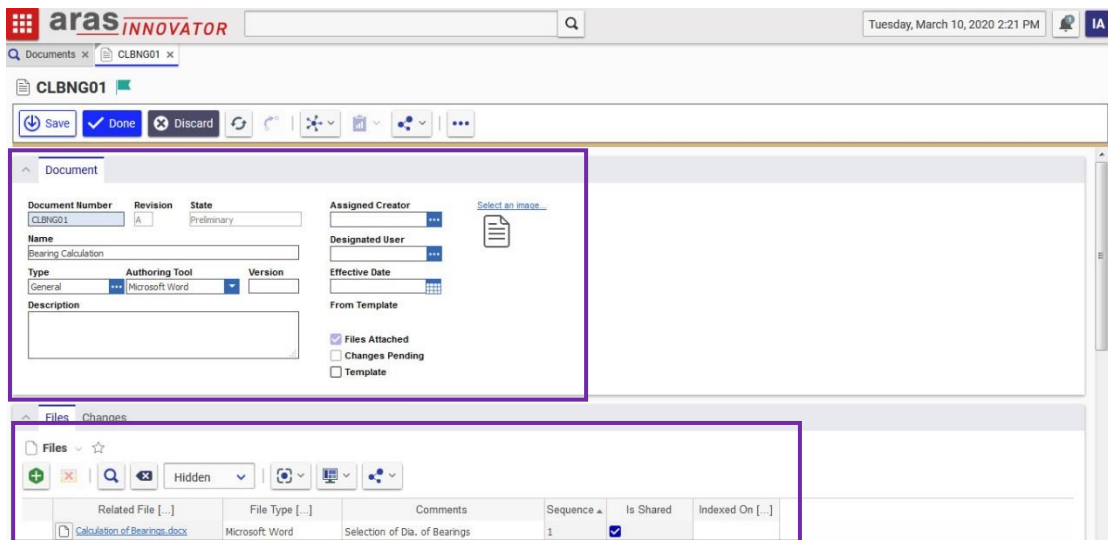 aras INNOVATOR Tuesday, March 10, 2020 2:21 PM IA
Documents × CLBNG01 ×
CLBNG01
Save Done Discard
Document
Document Number Revision State Assigned Creator Select an image...
CLBNG01 A Preliminary
Name Designated User
Bearing Calculation
Type Authoring Tool Version Effective Date
General Microsoft Word
Description From Template
Files Attached
Changes Pending
Template
Files Changes
Files
Hidden
Related File [...] File Type [...] Comments Sequence Is Shared Indexed On [...]
Calculation of Bearings.docx Microsoft Word Selection of Dia. of Bearings 1